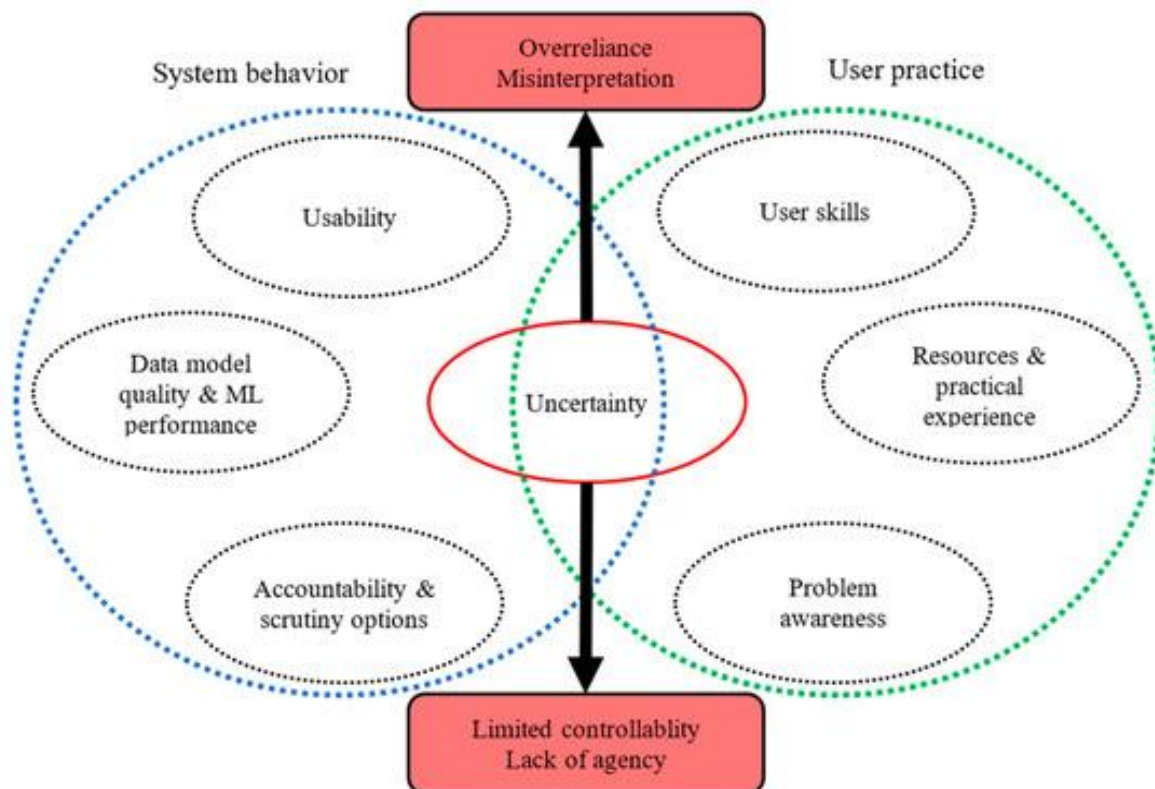 Overreliance
Misinterpretation
System behavior
User practice
Usability
User skills
Data model
quality & ML
performance
Uncertainty
Resources &
practical
experience
Accountability &
scrutiny options
Problem
awareness
Limited controllablity
Lack of agency